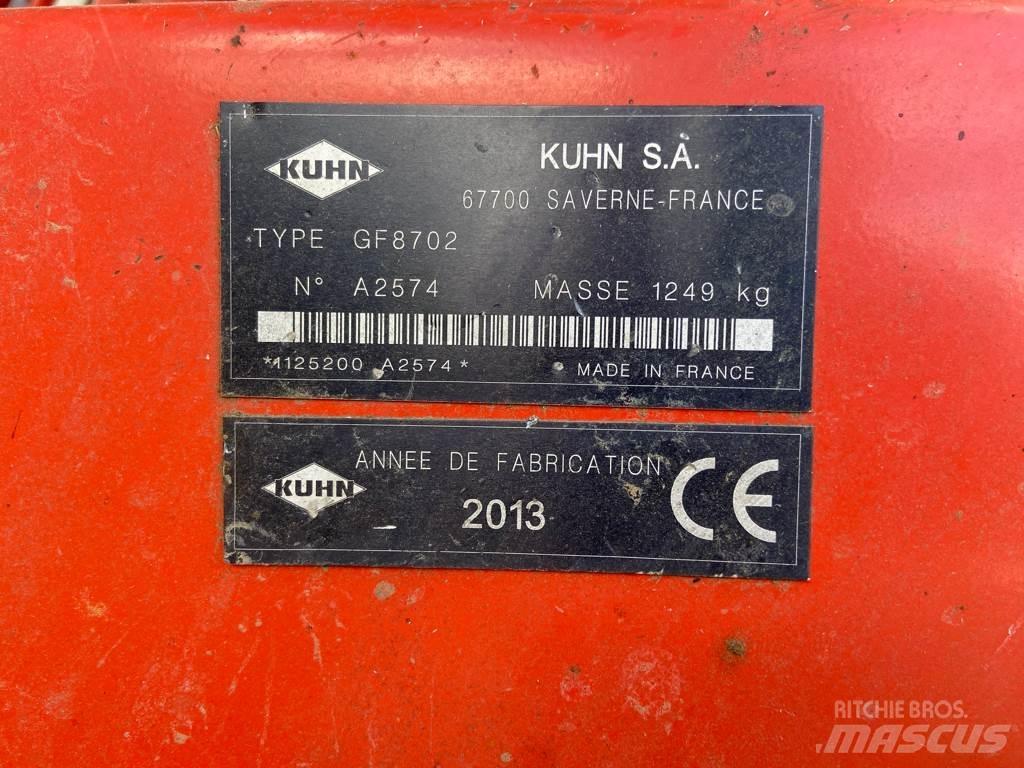 KUHN
KUHN S.A.
67700 SAVERNE-FRANCE
TYPE GF8702
N° A2574 MASSE 1249 kg
*1125200 A2574*
MADE IN FRANCE
KUHN
ANNEE DE FABRICATION
2013
CE
RITCHIE BROS.
MASCUS